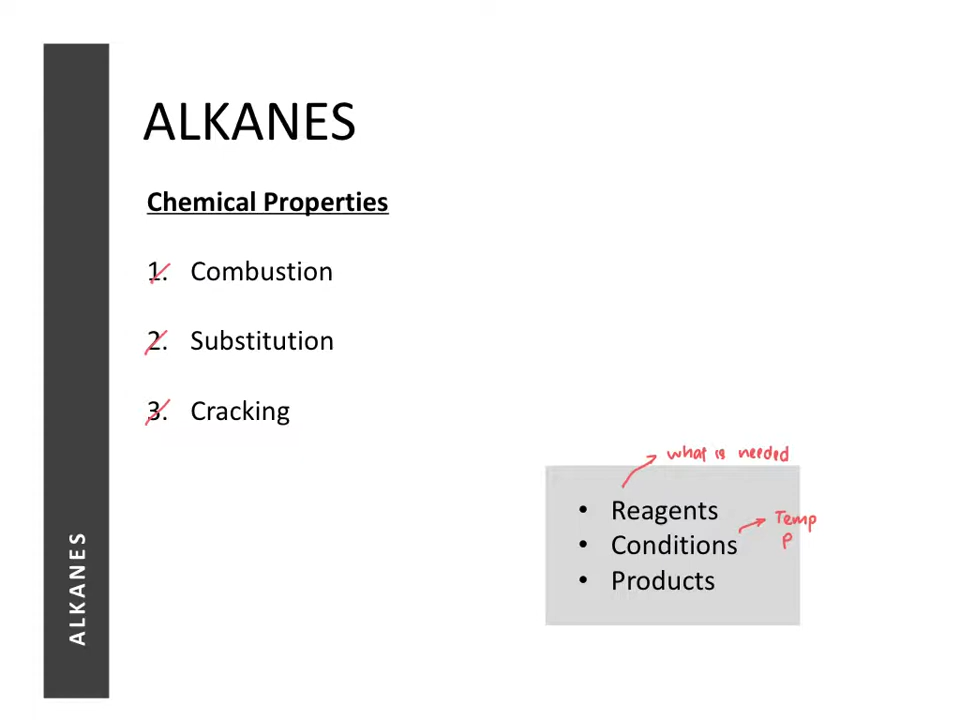 ALKANES
Chemical Properties
1. Combustion
2. Substitution
3. Cracking
what is needed
• Reagents
Temp
• Conditions
P
• Products
ALKANES